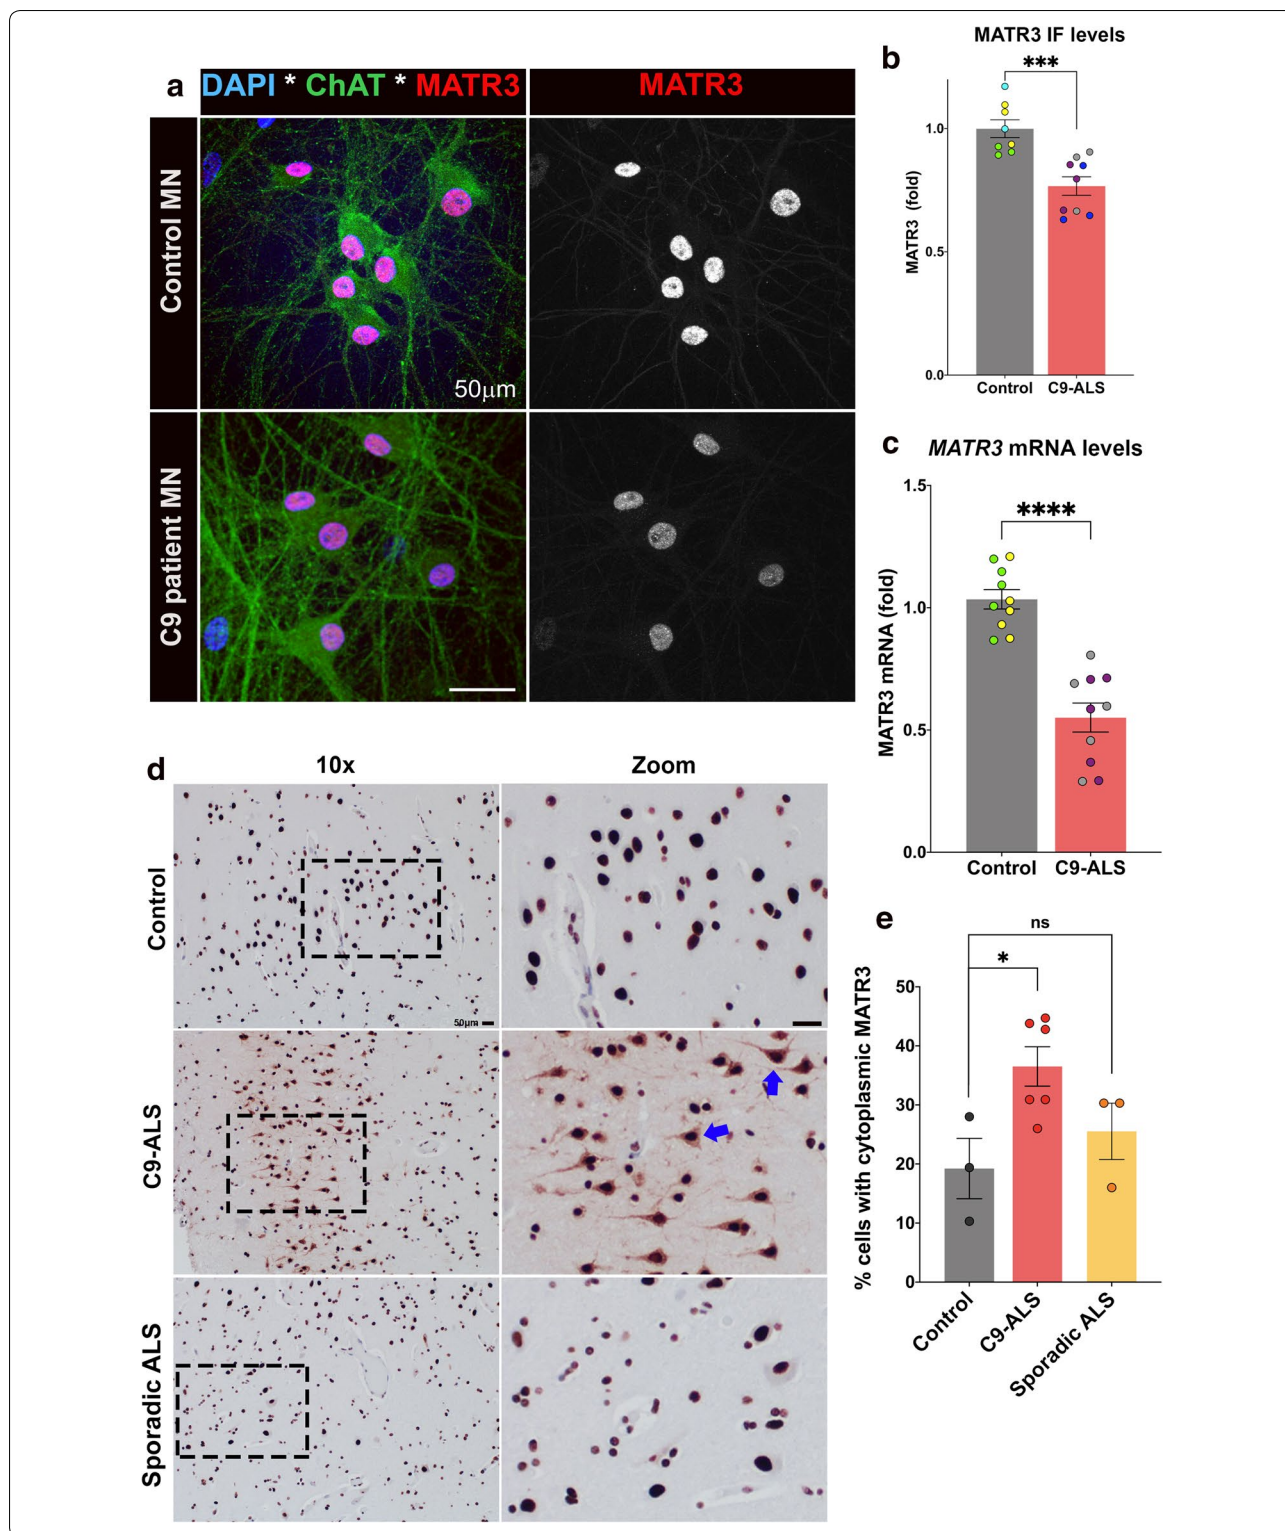 a
DAPI * ChAT * MATR3
MATR3
Control MN
50μm
C9 patient MN
b
MATR3 IF levels
***
MATR3 (fold)
1.0
0.5
0.0
Control
C9-ALS
c
MATR3 mRNA levels
****
MATR3 mRNA (fold)
1.5
1.0
0.5
0.0
Control
C9-ALS
d
10x
Zoom
Control
50μm
C9-ALS
Sporadic ALS
e
ns
*
% cells with cytoplasmic MATR3
50
40
30
20
10
0
Control
C9-ALS
Sporadic ALS